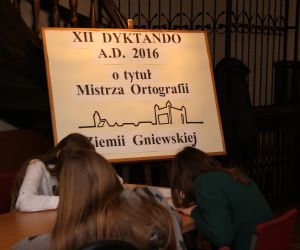 XII DYKTANDO
A.D. 2016
o tytuł
Mistrza Ortografii
Ziemii Gniewskiej